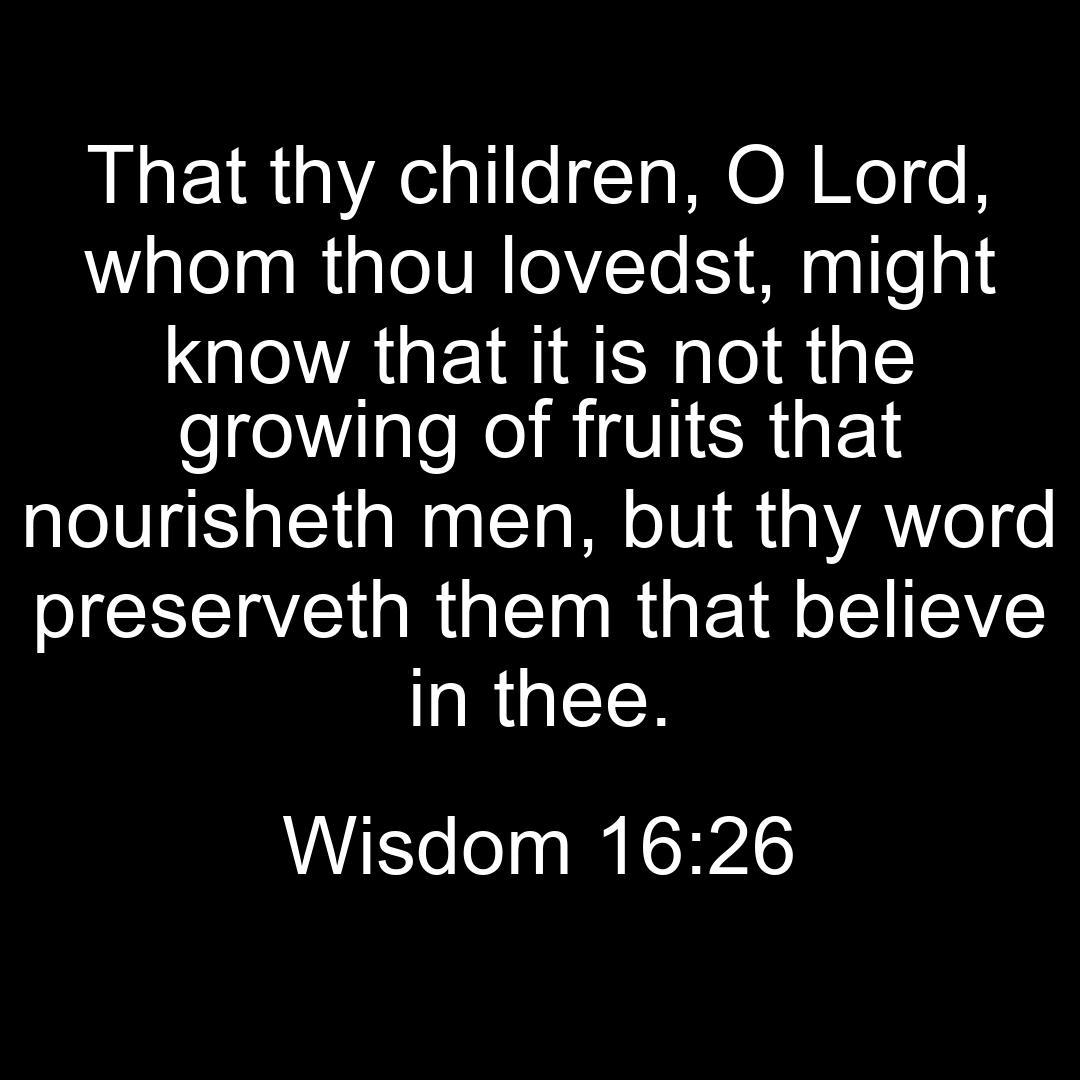 That thy children, O Lord,
whom thou lovedst, might
know that it is not the
growing of fruits that
nourisheth men, but thy word
preserveth them that believe
in thee.
Wisdom 16:26